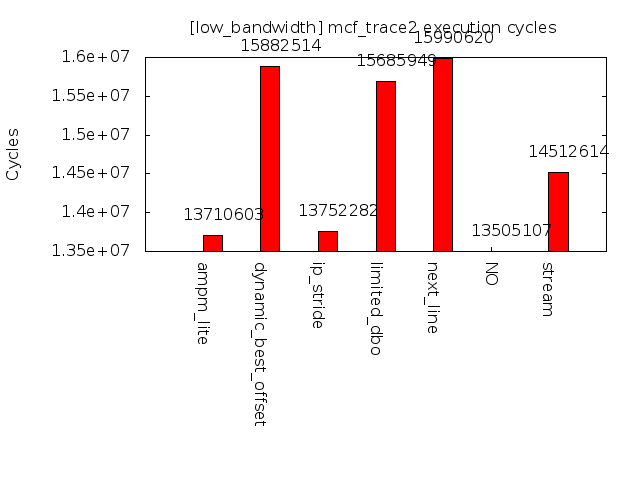 [low_bandwidth] mcf_trace2 execution cycles
Cycles
1.6e+07
1.55e+07
1.5e+07
1.45e+07
1.4e+07
1.35e+07
13710603
15882514
13752282
15685949
15990620
13505107
14512614
ampm_lite
dynamic_best_offset
ip_stride
limited_dbo
next_line
NO
stream